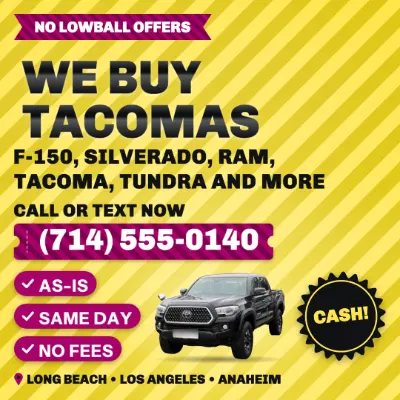 NO LOWBALL OFFERS
WE BUY
TACOMAS
F-150, SILVERADO, RAM,
TACOMA, TUNDRA AND MORE
CALL OR TEXT NOW
(714) 555-0140
AS-IS
SAME DAY
NO FEES
CASH!
LONG BEACH • LOS ANGELES • ANAHEIM